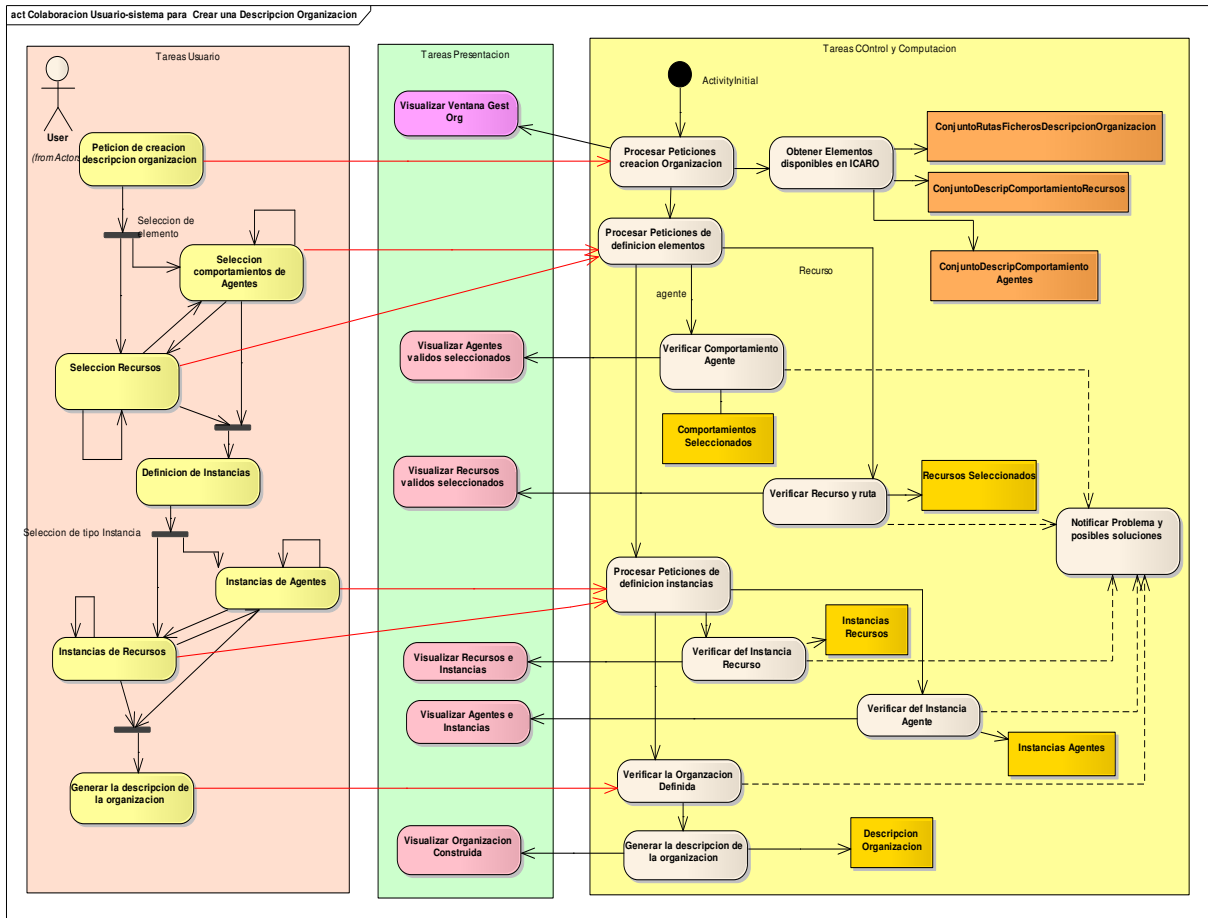 act Colaboracion Usuario-sistema para Crear una Descripcion Organizacion
Tareas Usuario
User
(from Actors
Peticion de creacion
descripcion organizacion
Seleccion de
elemento
Seleccion
comportamientos de
Agentes
Seleccion Recursos
Definicion de Instancias
Seleccion de tipo Instancia
Instancias de Agentes
Instancias de Recursos
Generar la descripcion de
la organizacion
Tareas Presentacion
Visualizar Ventana Gest
Org
Visualizar Agentes
validos seleccionados
Visualizar Recursos
validos seleccionados
Visualizar Recursos e
Instancias
Visualizar Agentes e
Instancias
Visualizar Organizacion
Construida
Tareas COntrol y Computacion
ActivityInitial
Procesar Peticiones
creacion Organizacion
Obtener Elementos
disponibles en ICARO
ConjuntoRutasFicherosDescripcionOrganizacion
ConjuntoDescripComportamientoRecursos
ConjuntoDescripComportamiento
Agentes
Procesar Peticiones de
definicion elementos
Recurso
agente
Verificar Comportamiento
Agente
Comportamientos
Seleccionados
Verificar Recurso y ruta
Recursos Seleccionados
Notificar Problema y
posibles soluciones
Procesar Peticiones de
definicion instancias
Instancias
Recursos
Verificar def Instancia
Recurso
Verificar def Instancia
Agente
Instancias Agentes
Verificar la Organzacion
Definida
Generar la descripcion de
la organizacion
Descripcion
Organizacion